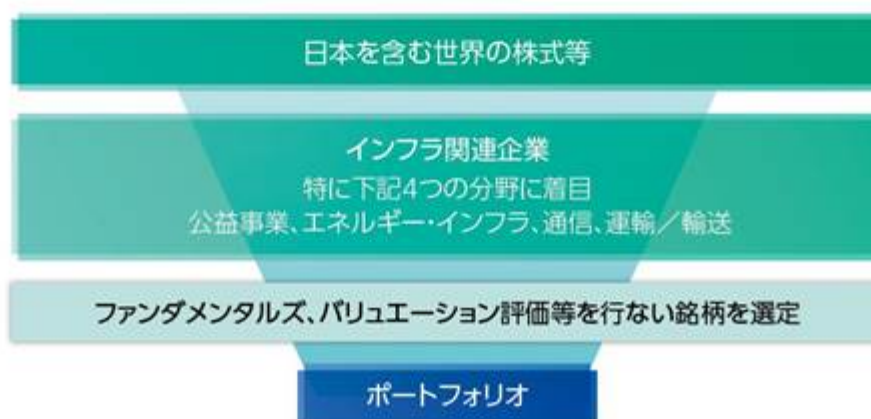 日本を含む世界の株式等
インフラ関連企業
特に下記4つの分野に着目
公益事業、エネルギー・インフラ、通信、運輸／輸送
ファンダメンタルズ、バリュエーション評価等を行ない銘柄を選定
ポートフォリオ